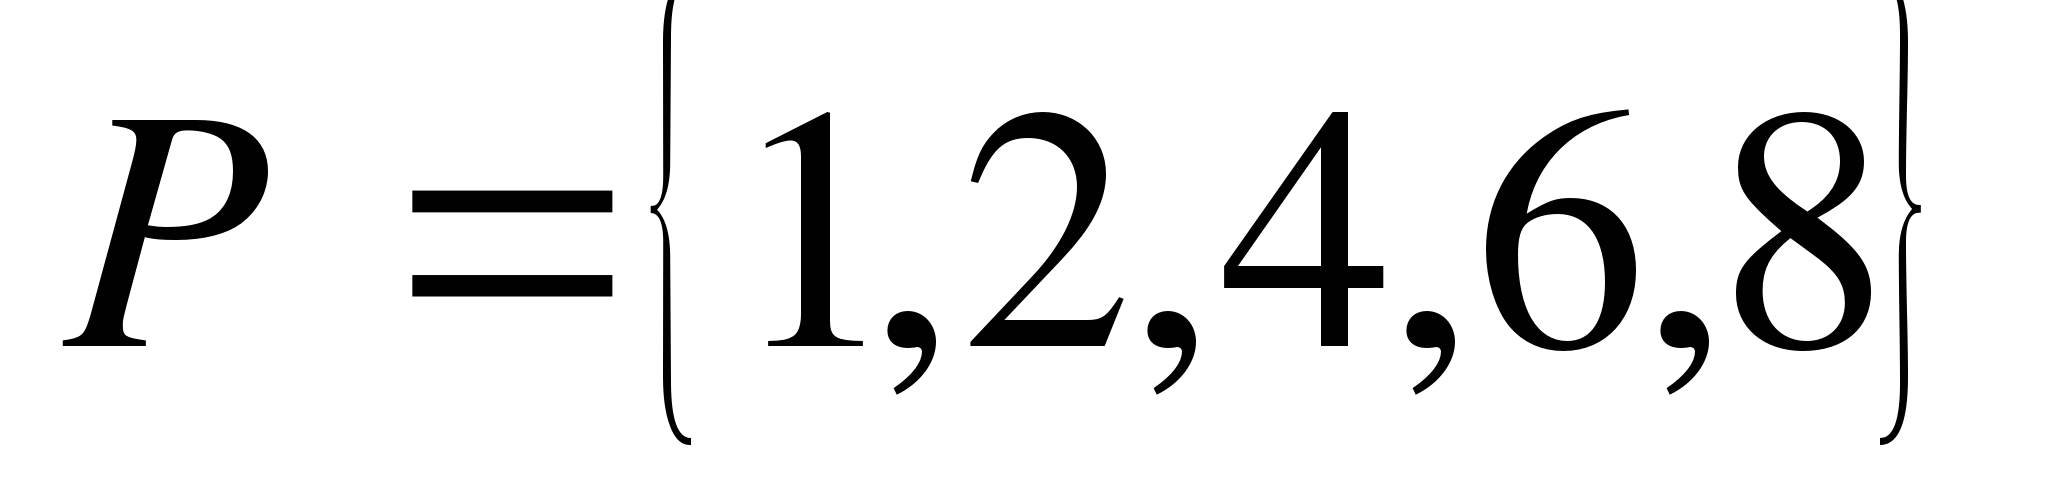 P = {1,2,4,6,8}